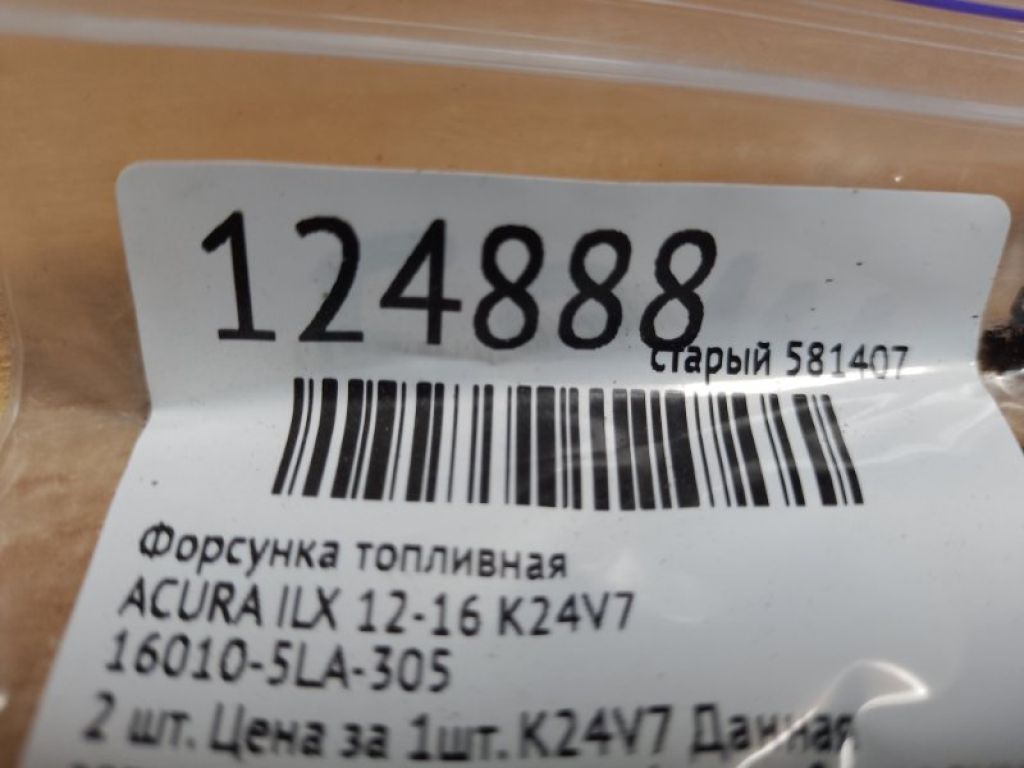 124888
старый 581407
Форсунка топливная
ACURA ILX 12-16 K24V7
16010-5LA-305
2 шт. Цена за 1шт. K24V7 Данная